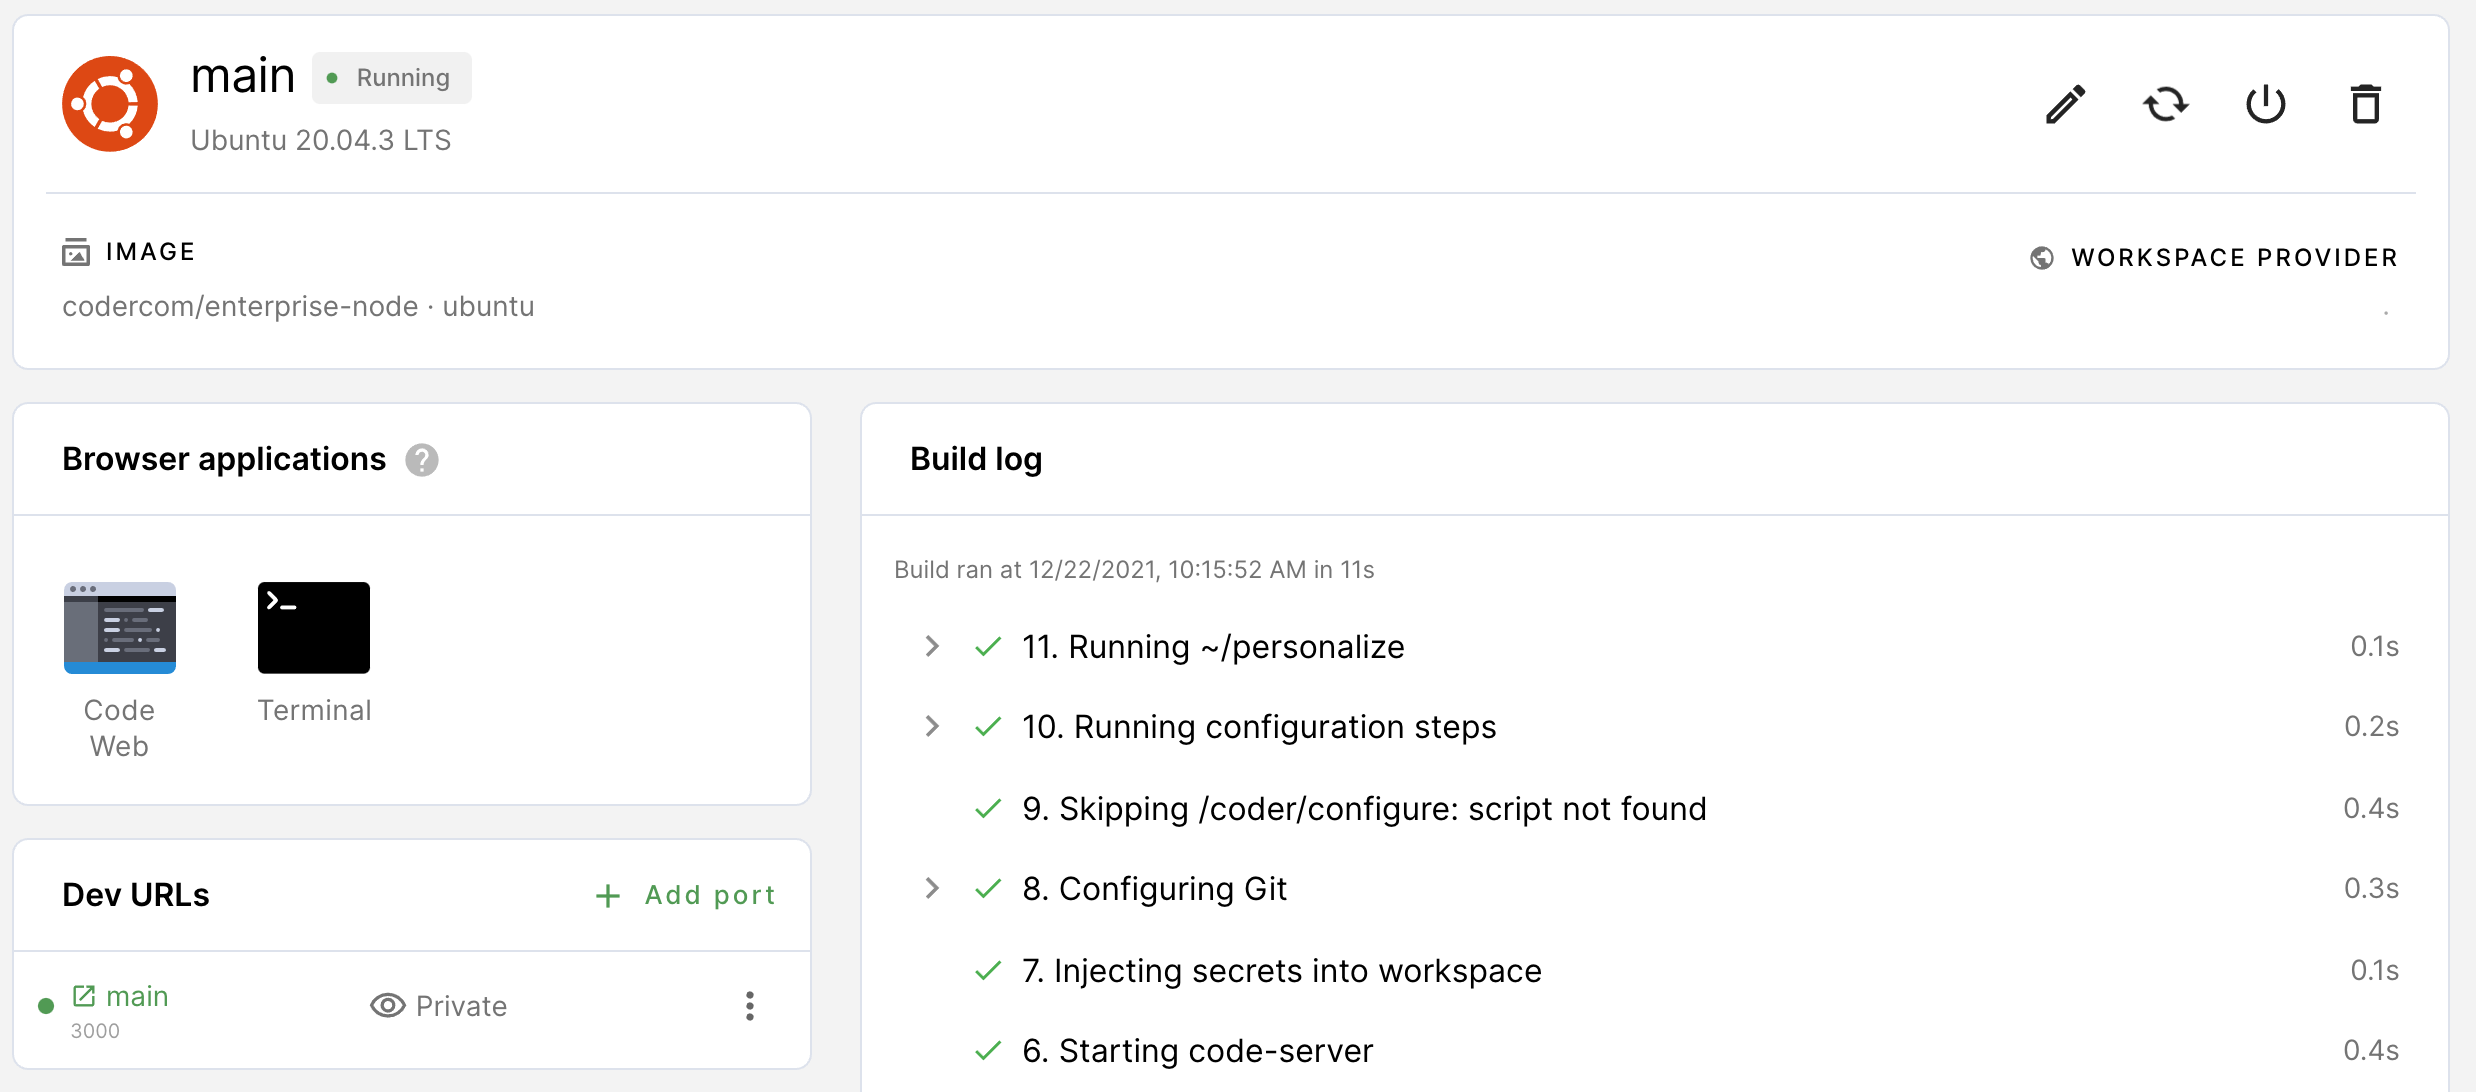 main
Running
Ubuntu 20.04.3 LTS
IMAGE
codercom/enterprise-node · ubuntu
WORKSPACE PROVIDER
.
Browser applications
Code
Web
Terminal
Dev URLs
+ Add port
main
3000
Private
Build log
Build ran at 12/22/2021, 10:15:52 AM in 11s
11. Running ~/personalize 0.1s
10. Running configuration steps 0.2s
9. Skipping /coder/configure: script not found 0.4s
8. Configuring Git 0.3s
7. Injecting secrets into workspace 0.1s
6. Starting code-server 0.4s